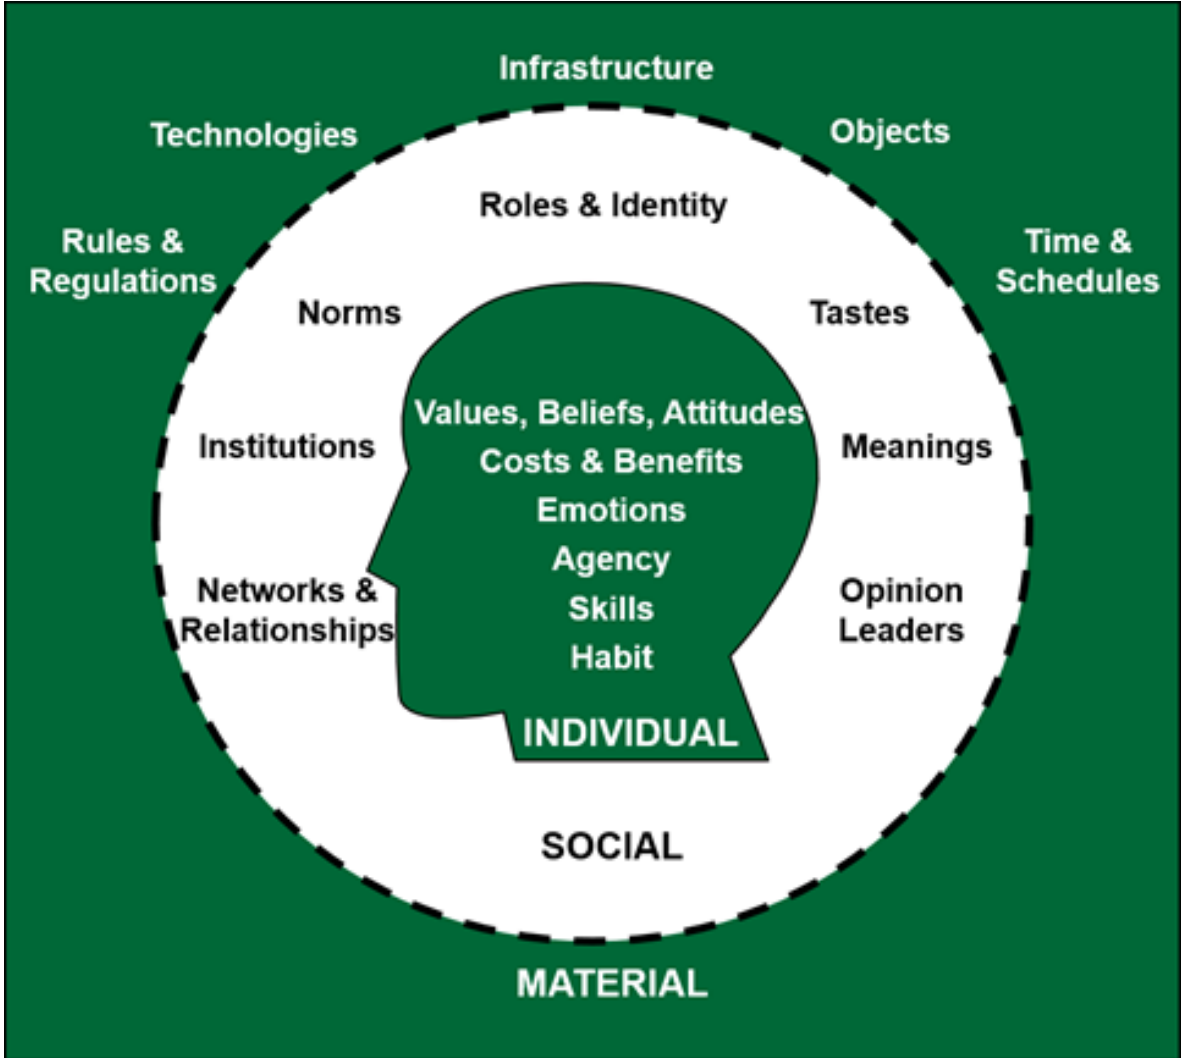 Infrastructure
Technologies
Objects
Roles & Identity
Rules &
Regulations
Time &
Schedules
Norms
Tastes
Values, Beliefs, Attitudes
Institutions
Costs & Benefits
Meanings
Emotions
Agency
Networks &
Relationships
Skills
Opinion
Leaders
Habit
INDIVIDUAL
SOCIAL
MATERIAL